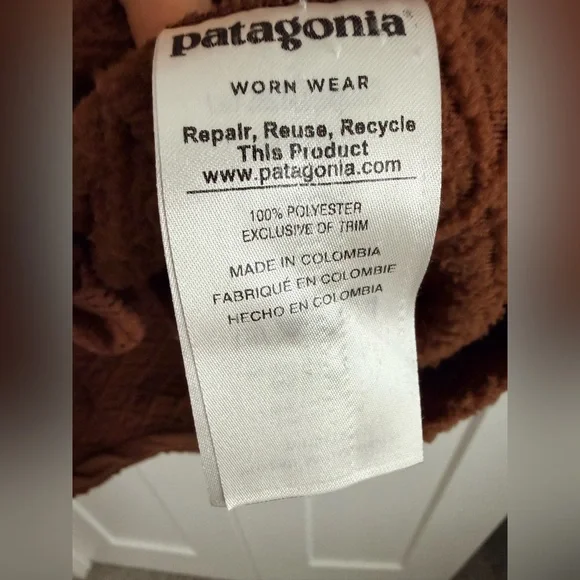 patagonia®
WORN WEAR
Repair, Reuse, Recycle
This Product
www.patagonia.com
100% POLYESTER
EXCLUSIVE OF TRIM
MADE IN COLOMBIA
FABRIQUÉ EN COLOMBIE
HECHO EN COLOMBIA